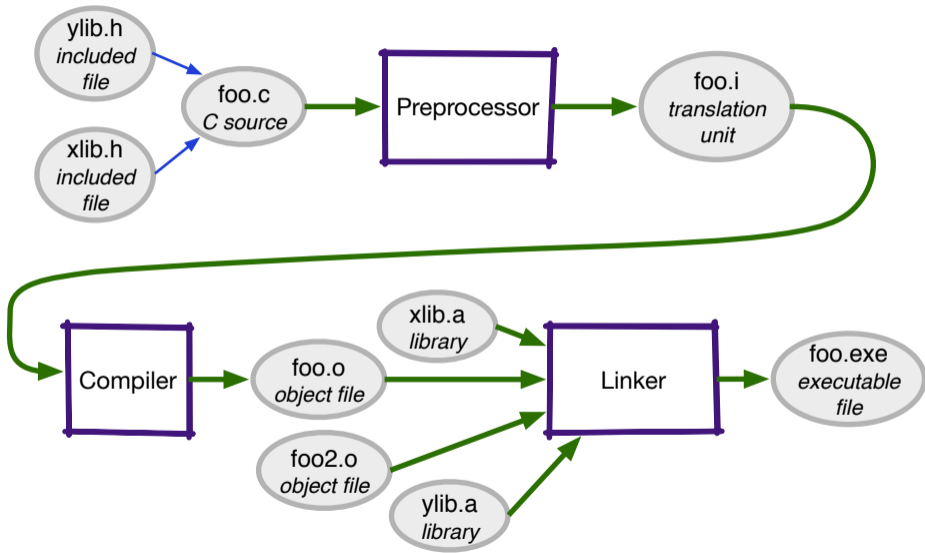 ylib.h
included
file
xlib.h
included
file
foo.c
C source
Preprocessor
foo.i
translation
unit
Compiler
foo.o
object file
foo2.o
object file
xlib.a
library
ylib.a
library
Linker
foo.exe
executable
file